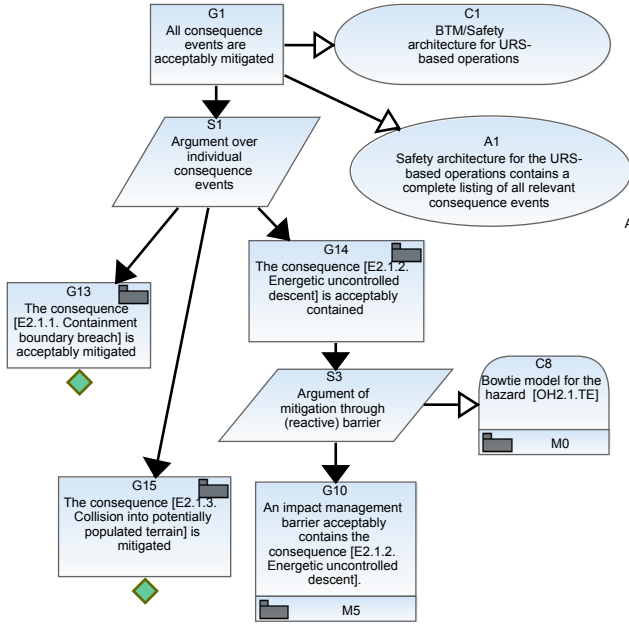 G1
All consequence
events are
acceptably mitigated
C1
BTM/Safety
architecture for URS-
based operations
S1
Argument over
individual
consequence
events
A1
Safety architecture for the URS-
based operations contains a
complete listing of all relevant
consequence events
A
G14
The consequence [E2.1.2.
Energetic uncontrolled
descent] is acceptably
contained
G13
The consequence
[E2.1.1. Containment
boundary breach] is
acceptably mitigated
S3
Argument of
mitigation through
(reactive) barrier
C8
Bowtie model for the
hazard [OH2.1.TE]
M0
G15
The consequence [E2.1.3.
Collision into potentially
populated terrain] is
mitigated
G10
An impact management
barrier acceptably
contains the
consequence [E2.1.2.
Energetic uncontrolled
descent].
M5